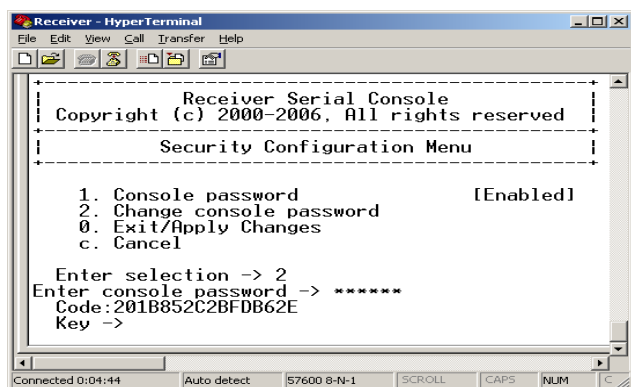 Receiver - HyperTerminal
File Edit View Call Transfer Help
Receiver Serial Console
Copyright (c) 2000-2006, All rights reserved
Security Configuration Menu
1. Console password [Enabled]
2. Change console password
0. Exit/Apply Changes
c. Cancel
Enter selection -> 2
Enter console password -> ******
Code:201B852C2BFDB62E
Key ->
Connected 0:04:44 Auto detect 57600 8-N-1 SCROLL CAPS NUM C